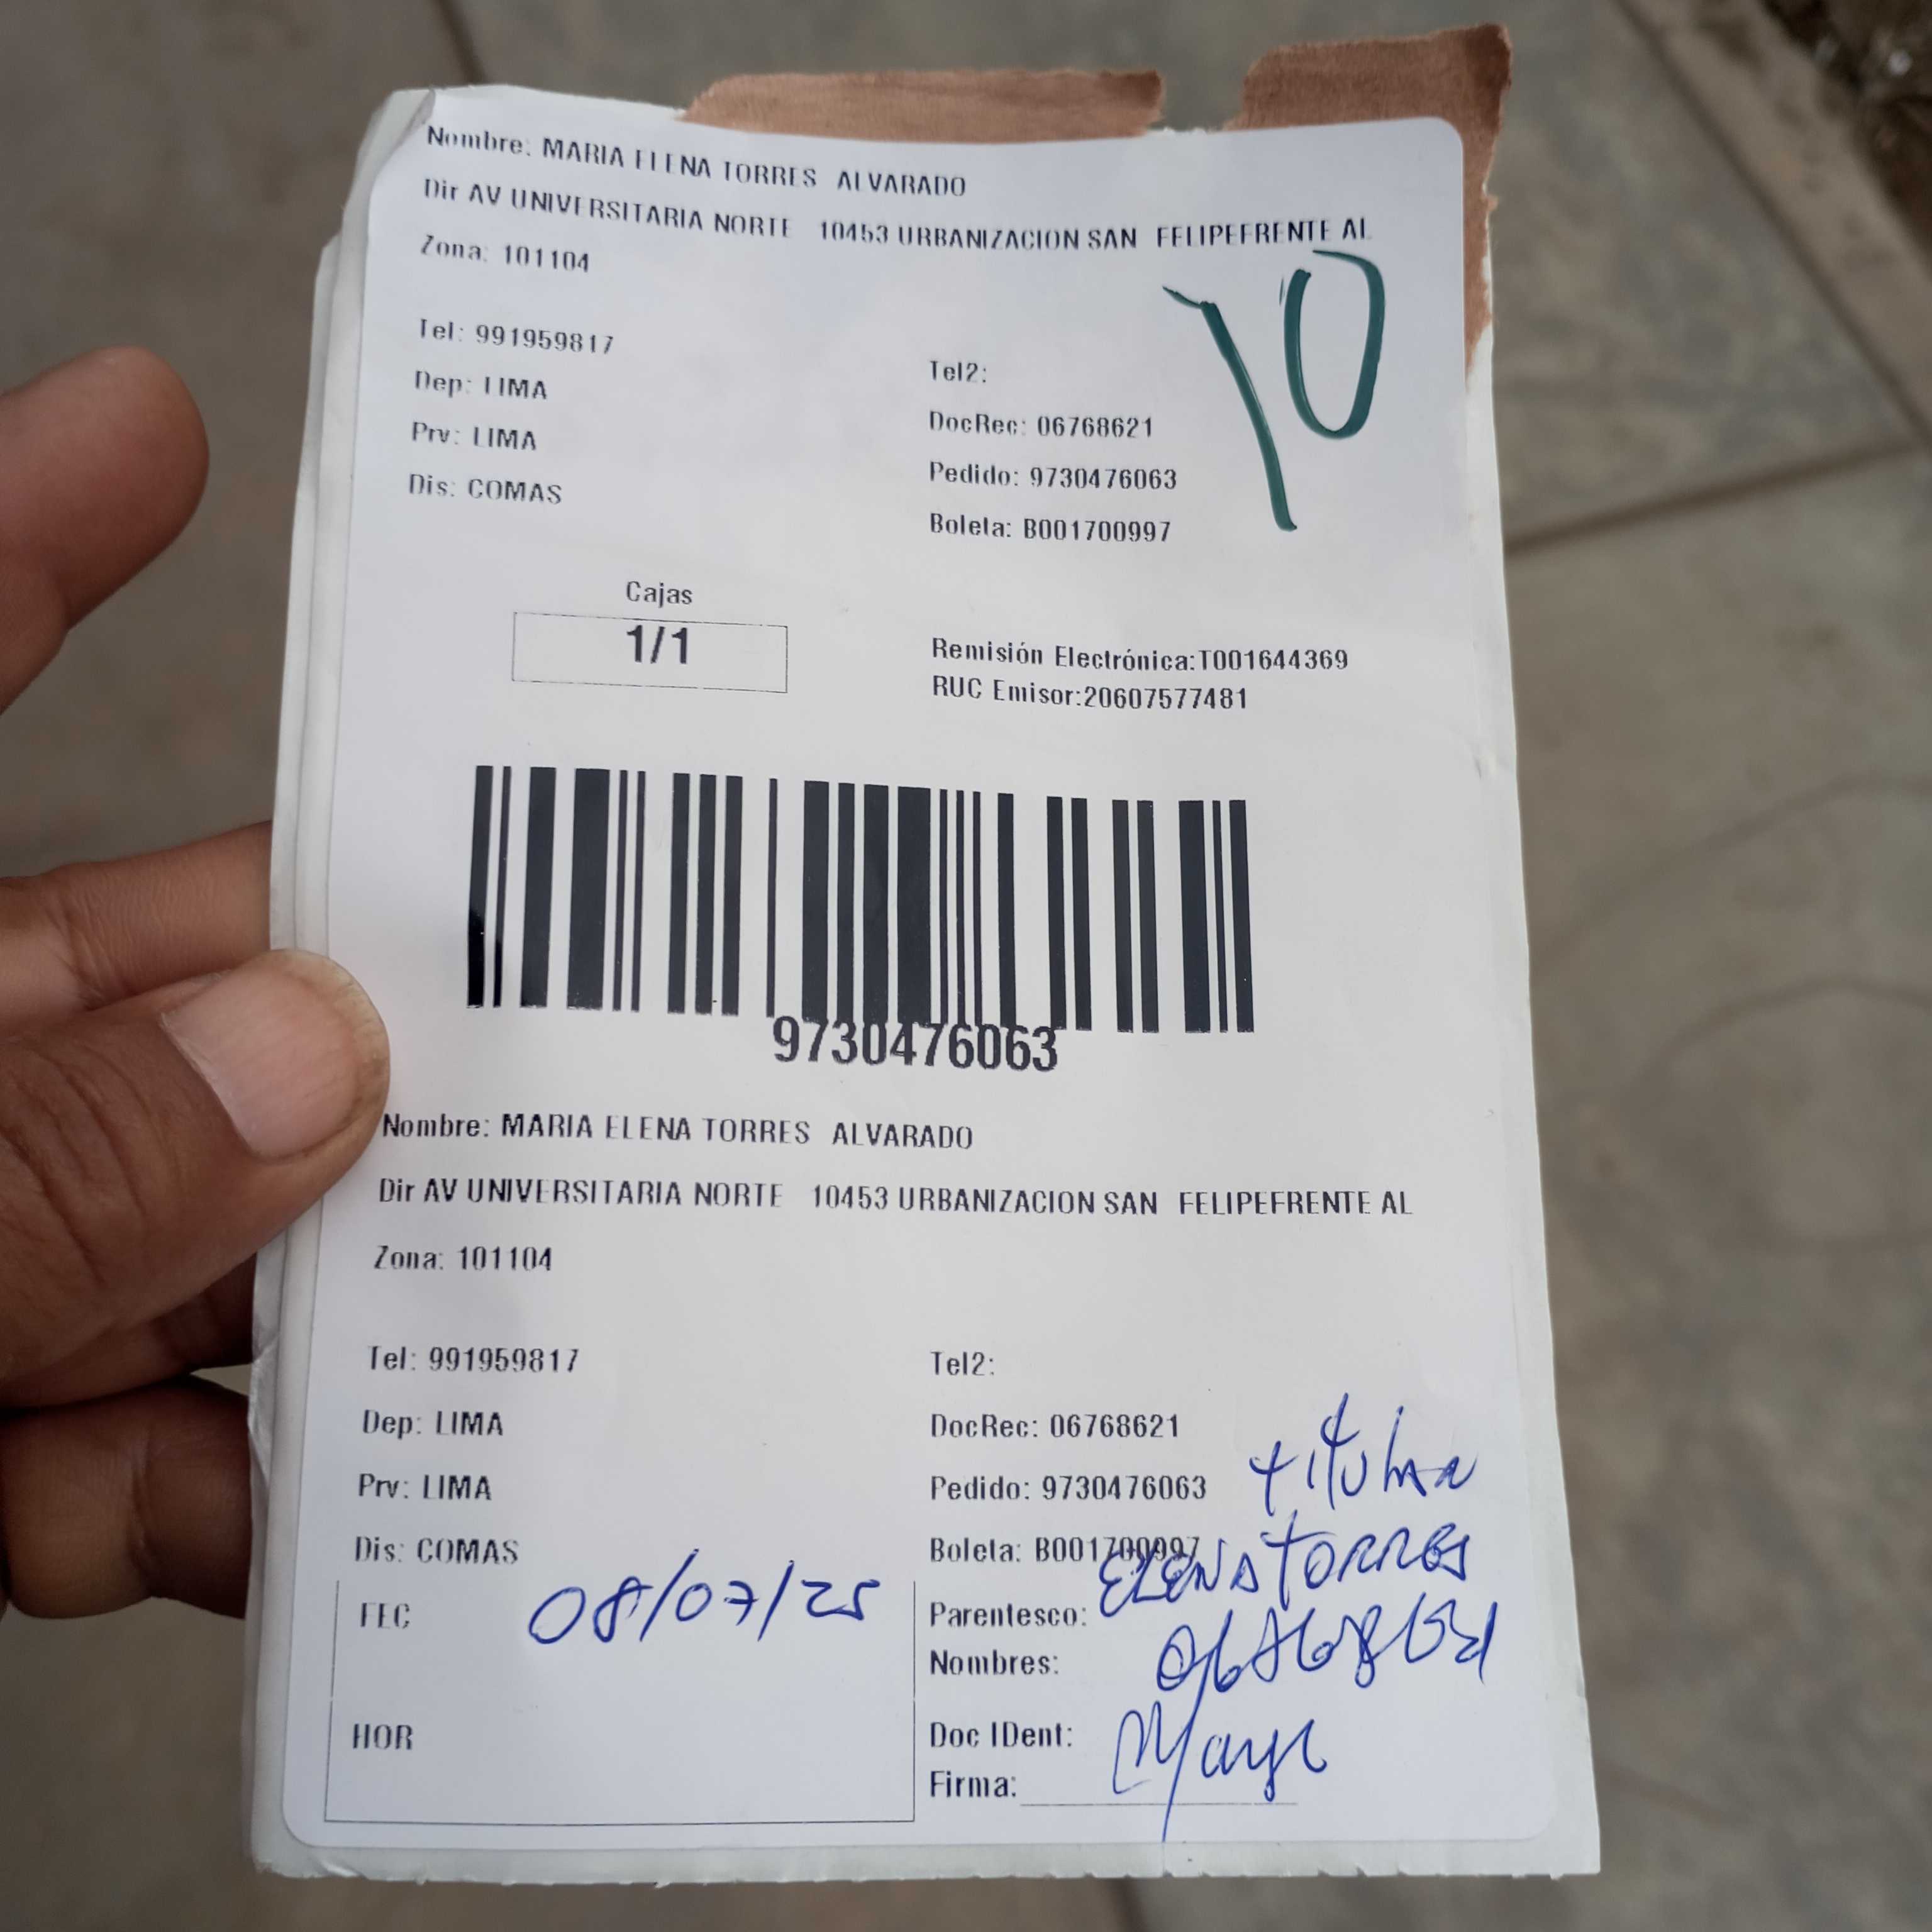 Nombre: MARIA ELENA TORRES ALVARADO
Dir AV UNIVERSITARIA NORTE 10453 URBANIZACION SAN FELIPEFRENTE AL
Zona: 101104
10
Tel: 991959817
Tel2:
Dep: LIMA
DocRec: 06768621
Prv: LIMA
Pedido: 9730476063
Dis: COMAS
Boleta: B001700997
Cajas
1/1
Remisión Electrónica:T001644369
RUC Emisor:20607577481
9730476063
Nombre: MARIA ELENA TORRES ALVARADO
Dir AV UNIVERSITARIA NORTE 10453 URBANIZACION SAN FELIPEFRENTE AL
Zona: 101104
Tel: 991959817
Tel2:
Dep: LIMA
DocRec: 06768621
Prv: LIMA
Pedido: 9730476063
Dis: COMAS
Boleta: B001700997
FEC 08/07/25
Parentesco: ELENA TORRES
Nombres:
HOR
Doc IDent:
Firma: